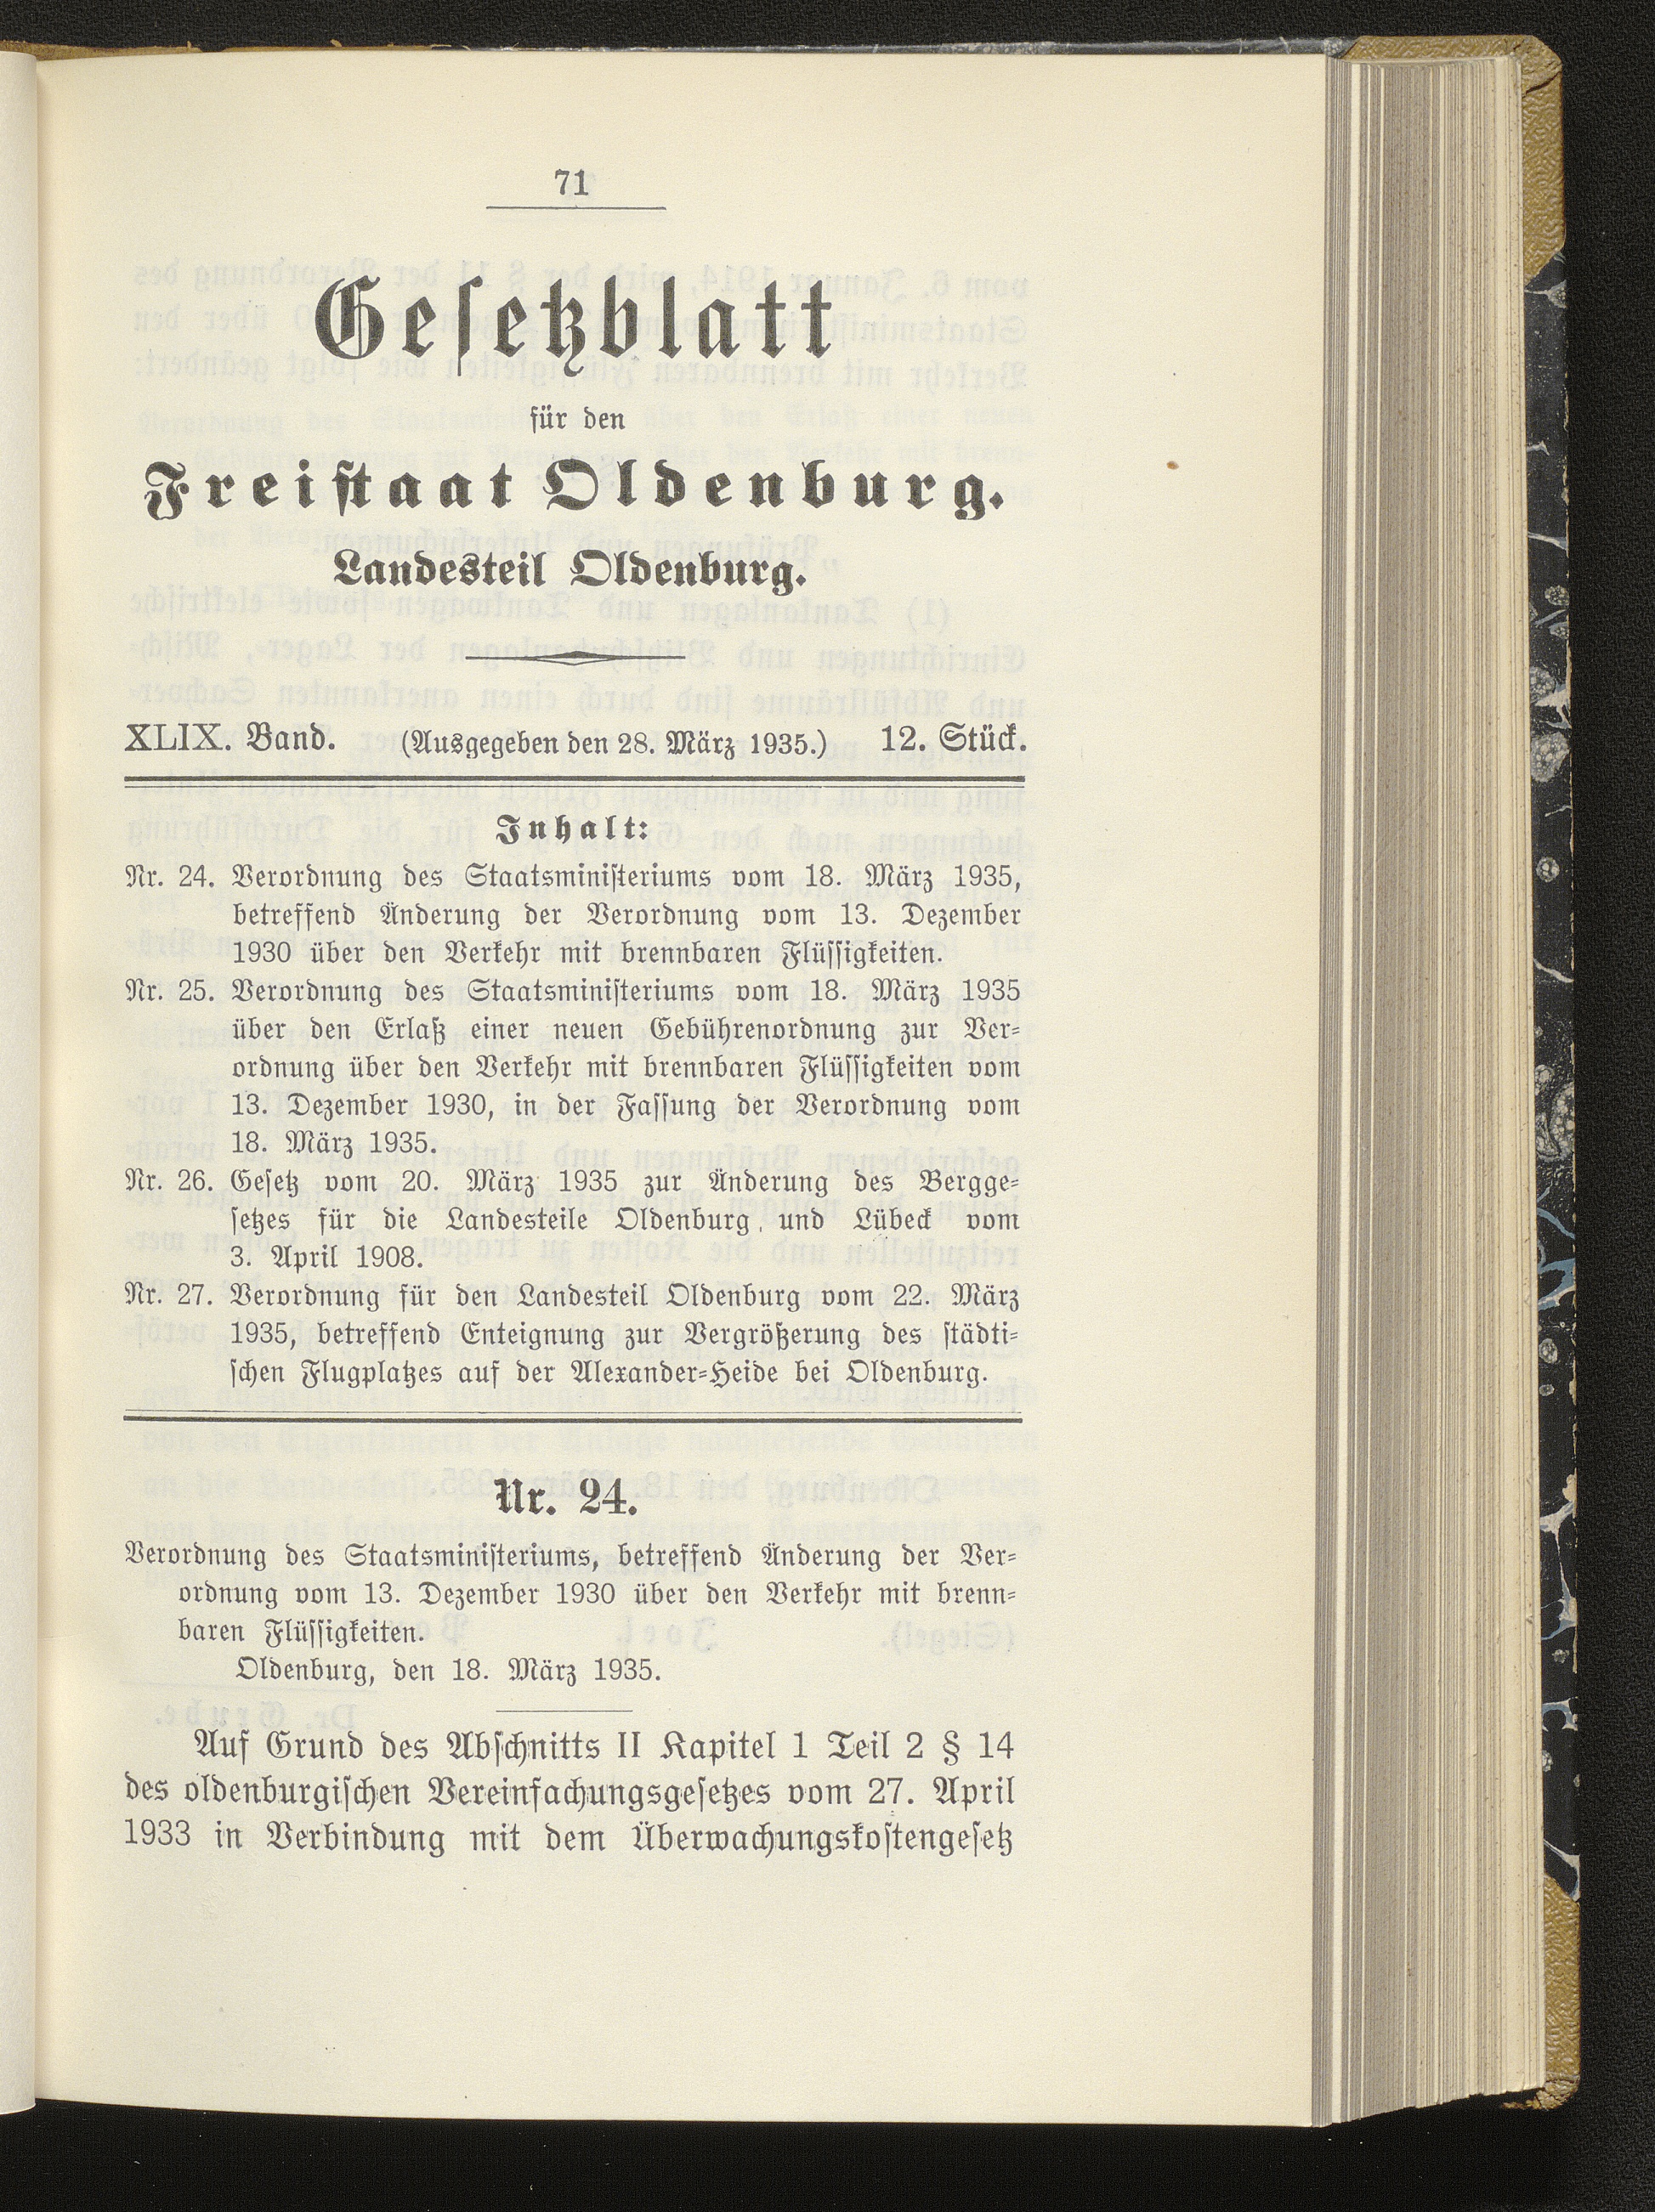 71
Gesetzblatt
für den
Freistaat Oldenburg.
Landesteil Oldenburg.
XLIX. Band. (Ausgegeben den 28. März 1935.) 12. Stück.
Inhalt:
Nr. 24. Verordnung des Staatsministeriums vom 18. März 1935,
betreffend Änderung der Verordnung vom 13. Dezember
1930 über den Verkehr mit brennbaren Flüssigkeiten.
Nr. 25. Verordnung des Staatsministeriums vom 18. März 1935
über den Erlaß einer neuen Gebührenordnung zur Ver-
ordnung über den Verkehr mit brennbaren Flüssigkeiten vom
13. Dezember 1930, in der Fassung der Verordnung vom
18. März 1935.
Nr. 26. Gesetz vom 20. März 1935 zur Änderung des Bergge-
setzes für die Landesteile Oldenburg und Lübeck vom
3. April 1908.
Nr. 27. Verordnung für den Landesteil Oldenburg vom 22. März
1935, betreffend Enteignung zur Vergrößerung des städti-
schen Flugplatzes auf der Alexander-Heide bei Oldenburg.
Nr. 24.
Verordnung des Staatsministeriums, betreffend Änderung der Ver-
ordnung vom 13. Dezember 1930 über den Verkehr mit brenn-
baren Flüssigkeiten.
Oldenburg, den 18. März 1935.
Auf Grund des Abschnitts II Kapitel 1 Teil 2 § 14
des oldenburgischen Vereinfachungsgesetzes vom 27. April
1933 in Verbindung mit dem Überwachungskostengesetz